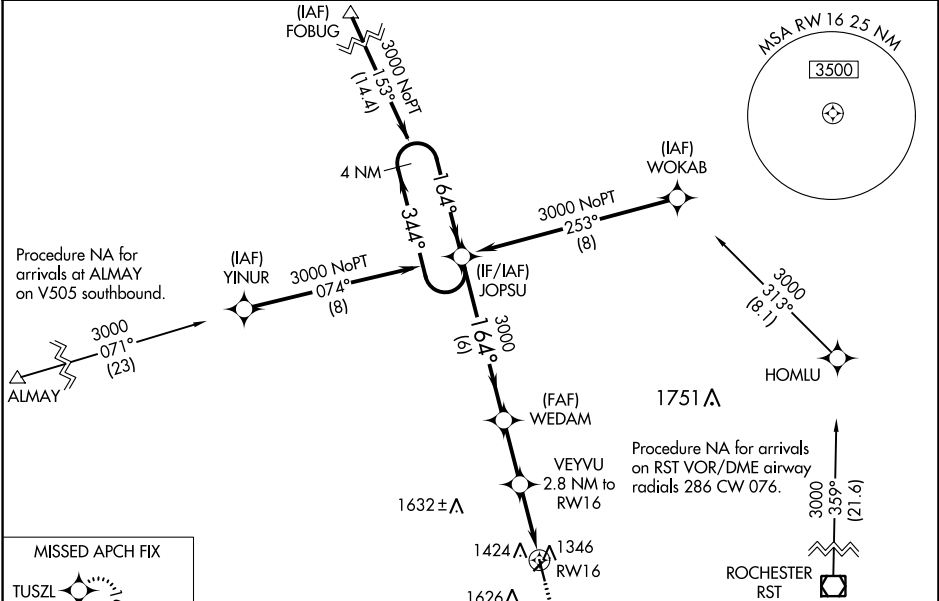 (IAF)
FOBUG
3000 NoPT
153°
(14.4)
MSA RW 16 25 NM
3500
4 NM
164°
344°
(IAF)
WOKAB
3000 NoPT
253°
(8)
Procedure NA for
arrivals at ALMAY
on V505 southbound.
(IAF)
YINUR
3000 NoPT
074°
(8)
(IF/IAF)
JOPSU
3000
164°
(6)
3000
313°
(8.1)
3000
071°
(23)
ALMAY
HOMLU
(FAF)
WEDAM
1751
Procedure NA for arrivals
on RST VOR/DME airway
radials 286 CW 076.
VEYVU
2.8 NM to
RW16
1632±
3000
359°
(21.6)
1424
1346
RW16
MISSED APCH FIX
TUSZL
1626
ROCHESTER
RST